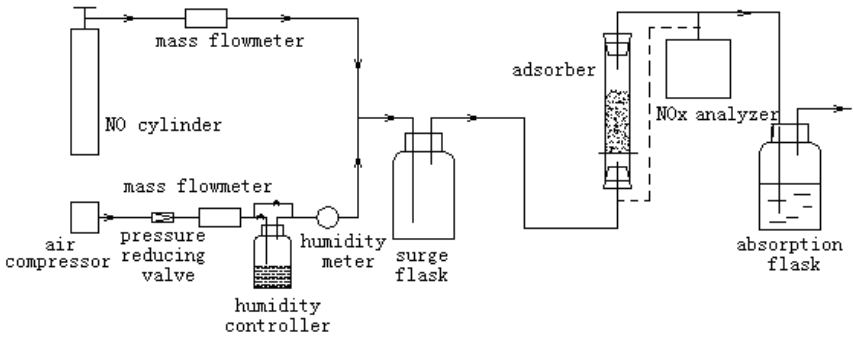 mass flowmeter
NO cylinder
adsorber
NOx analyzer
mass flowmeter
air
compressor
pressure
reducing
valve
humidity
controller
humidity
meter
surge
flask
absorption
flask